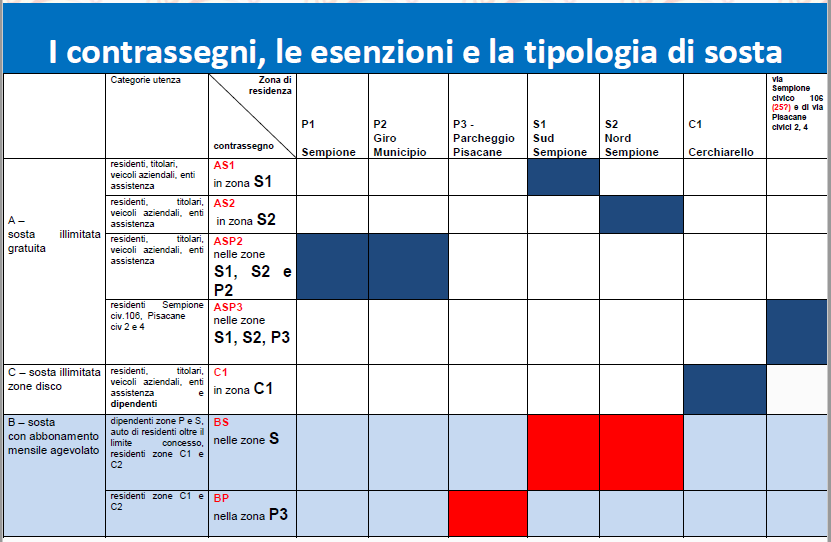 I contrassegni, le esenzioni e la tipologia di sosta
Categorie utenza
Zona di
residenza
contrassegno
P1
Sempione
P2
Giro
Municipio
P3 -
Parcheggio
Pisacane
S1
Sud
Sempione
S2
Nord
Sempione
C1
Cerchiarello
via
Sempione
civico 106
(25?) e di via
Pisacane
civici 2, 4
A –
sosta illimitata
gratuita
residenti, titolari,
veicoli aziendali, enti
assistenza
AS1
in zona S1
residenti, titolari,
veicoli aziendali, enti
assistenza
AS2
in zona S2
residenti, titolari,
veicoli aziendali, enti
assistenza
ASP2
nelle zone
S1, S2 e
P2
residenti Sempione
civ.106, Pisacane
civ 2 e 4
ASP3
nelle zone
S1, S2, P3
C – sosta illimitata
zone disco
residenti, titolari,
veicoli aziendali, enti
assistenza e
dipendenti
C1
in zona C1
B – sosta
con abbonamento
mensile agevolato
dipendenti zone P e S,
auto di residenti oltre il
limite concesso,
residenti zone C1 e
C2
BS
nelle zone S
residenti zone C1 e
C2
BP
nella zona P3